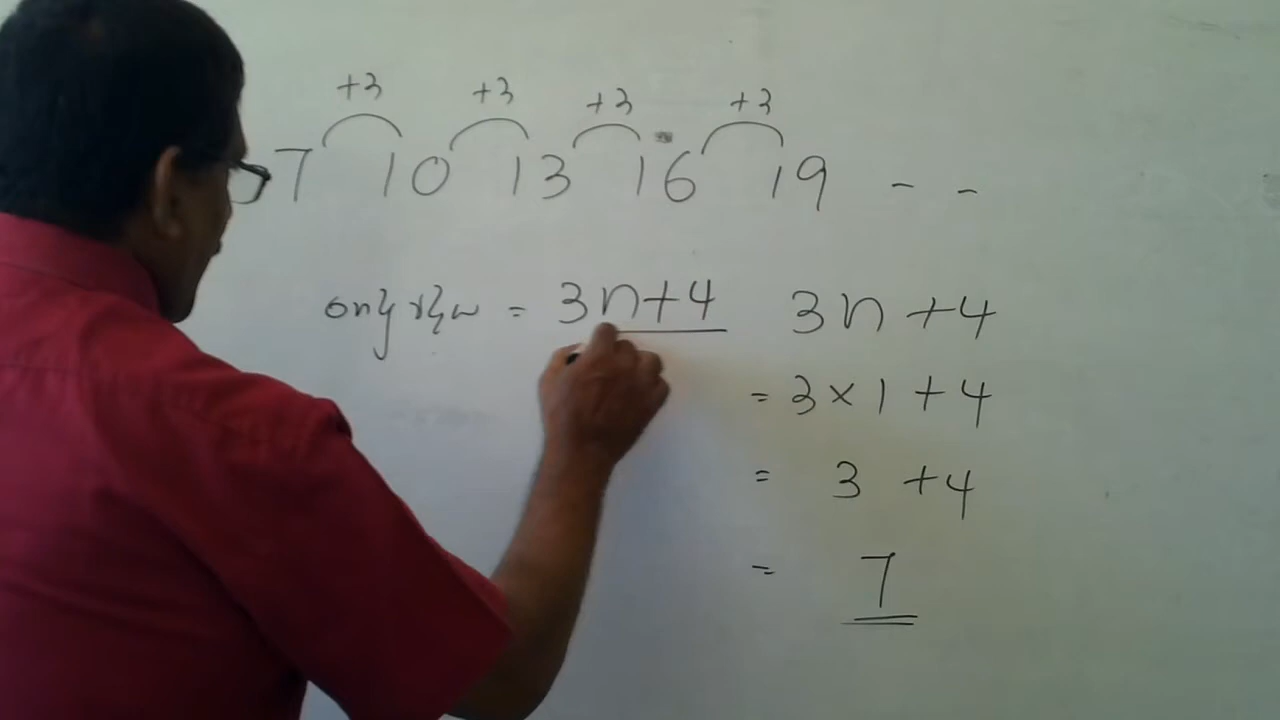 +3 +3 +3 +3
7 10 13 16 19 - -
= 3n+4
3n +4
= 3 × 1 + 4
= 3 + 4
= 7